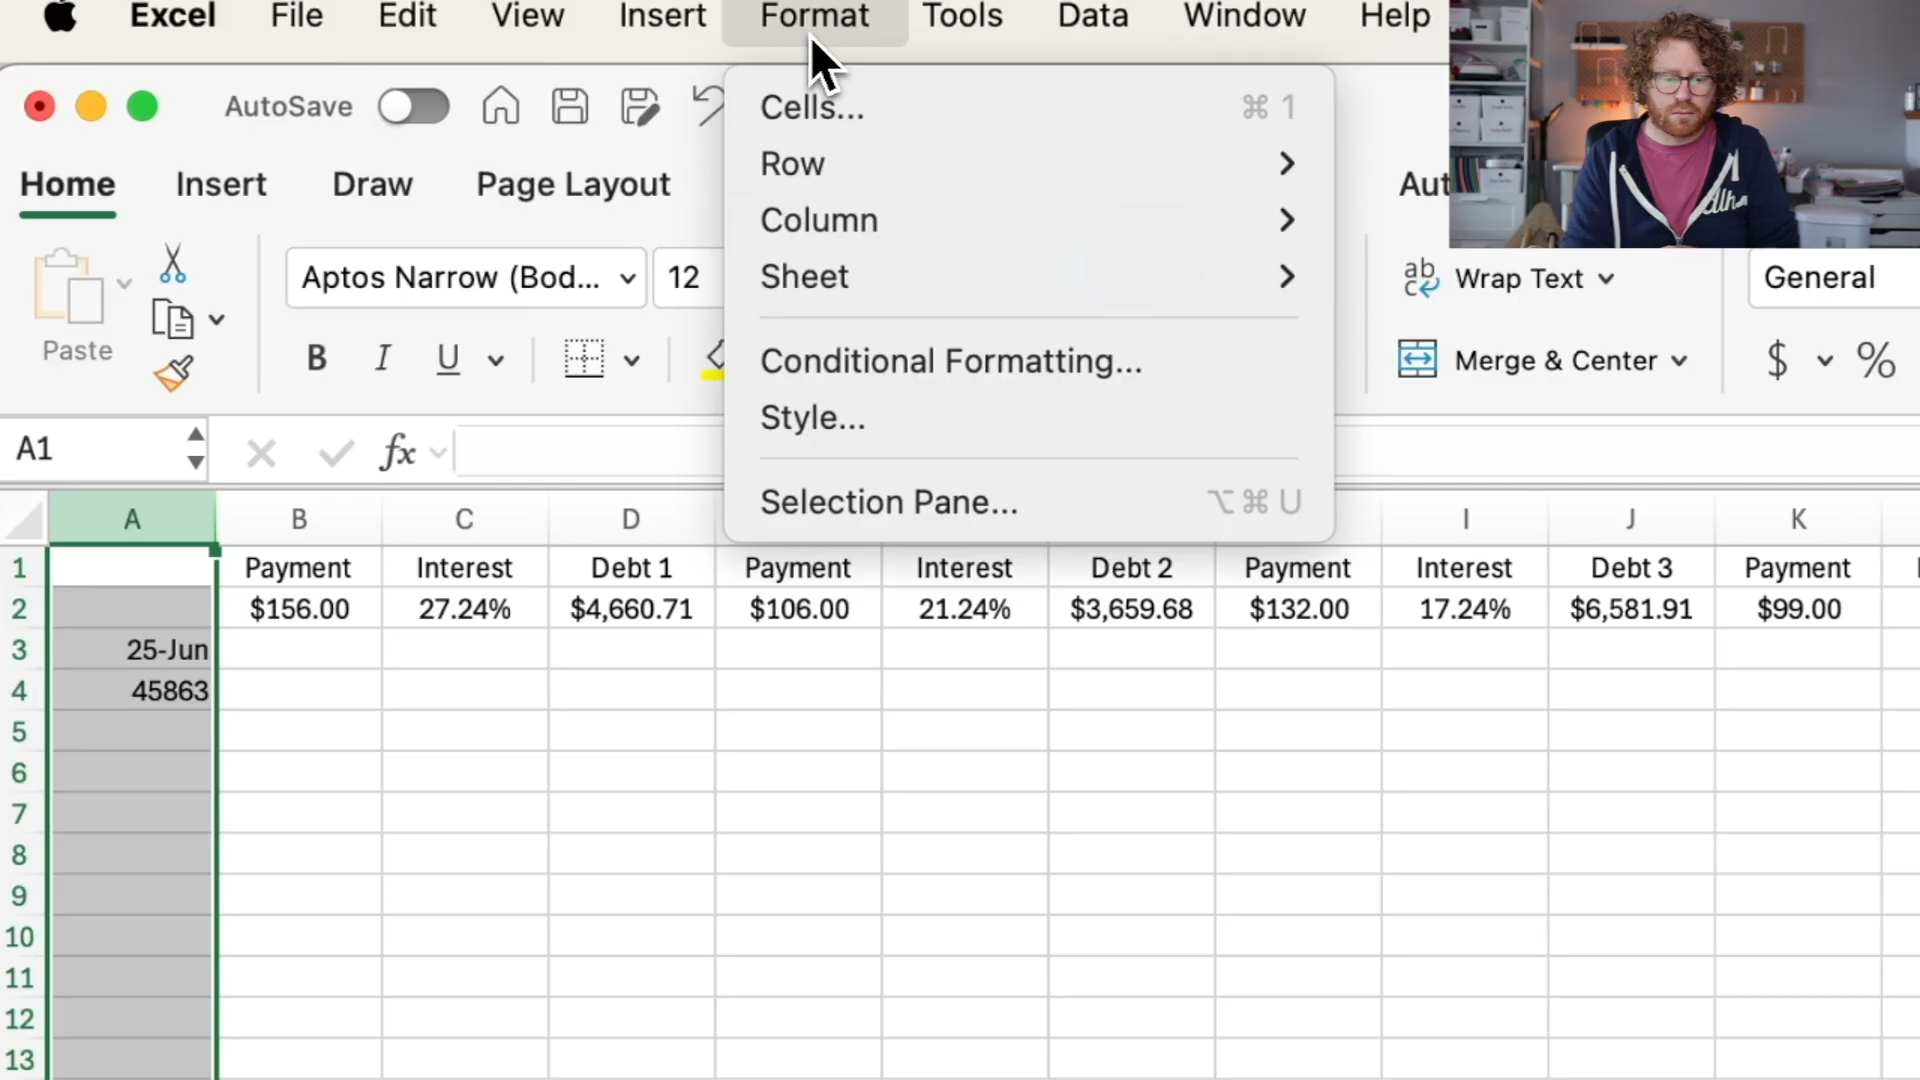 Excel File Edit View Insert Format Tools Data Window Help
AutoSave
Cells... ⌘ 1
Row
Column
Sheet
Conditional Formatting...
Style...
Selection Pane... ⌥ ⌘ U
Home Insert Draw Page Layout
Paste
Aptos Narrow (Bod... 12
B I U
ab
c
Wrap Text
General
Merge & Center
$ %
A1
fx
A B C D I J K
1 Payment Interest Debt 1 Payment Interest Debt 2 Payment Interest Debt 3 Payment
2 $156.00 27.24% $4,660.71 $106.00 21.24% $3,659.68 $132.00 17.24% $6,581.91 $99.00
3 25-Jun
4 45863
5
6
7
8
9
10
11
12
13